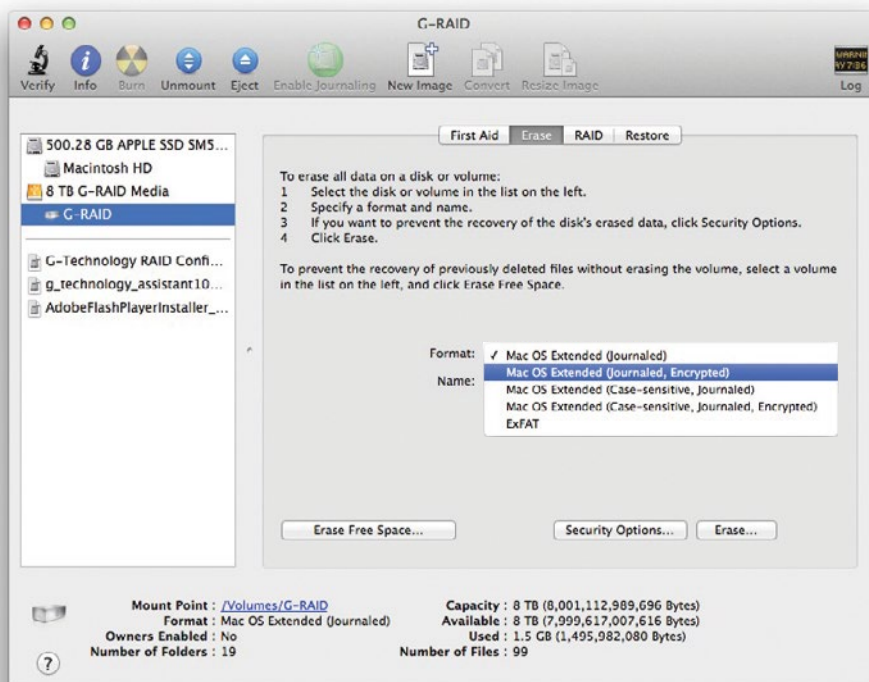 G-RAID
Verify Info Burn Unmount Eject Enable Journaling New Image Convert Resize Image Log
500.28 GB APPLE SSD SM5...
Macintosh HD
8 TB G-RAID Media
G-RAID
G-Technology RAID Confi...
g_technology_assistant10...
AdobeFlashPlayerInstaller_...
First Aid Erase RAID Restore
To erase all data on a disk or volume:
1 Select the disk or volume in the list on the left.
2 Specify a format and name.
3 If you want to prevent the recovery of the disk's erased data, click Security Options.
4 Click Erase.
To prevent the recovery of previously deleted files without erasing the volume, select a volume
in the list on the left, and click Erase Free Space.
Format: ✓ Mac OS Extended (Journaled)
Mac OS Extended (Journaled, Encrypted)
Name:
Mac OS Extended (Case-sensitive, Journaled)
Mac OS Extended (Case-sensitive, Journaled, Encrypted)
ExFAT
Erase Free Space... Security Options... Erase...
Mount Point : /Volumes/G-RAID
Format : Mac OS Extended (Journaled)
Owners Enabled : No
Number of Folders : 19
Capacity : 8 TB (8,001,112,989,696 Bytes)
Available : 8 TB (7,999,617,007,616 Bytes)
Used : 1.5 GB (1,495,982,080 Bytes)
Number of Files : 99
?